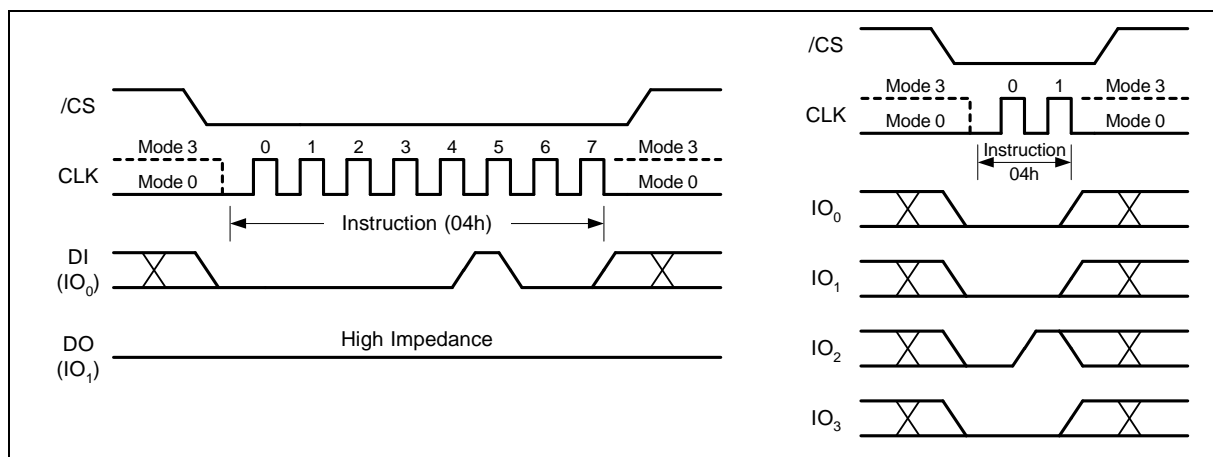 /CS
Mode 3
0 1 2 3 4 5 6 7
Mode 3
CLK
Mode 0
Mode 0
Instruction (04h)
DI
(IO₀)
High Impedance
DO
(IO₁)
/CS
Mode 3
0 1
Mode 3
CLK
Mode 0
Mode 0
Instruction
04h
IO₀
IO₁
IO₂
IO₃